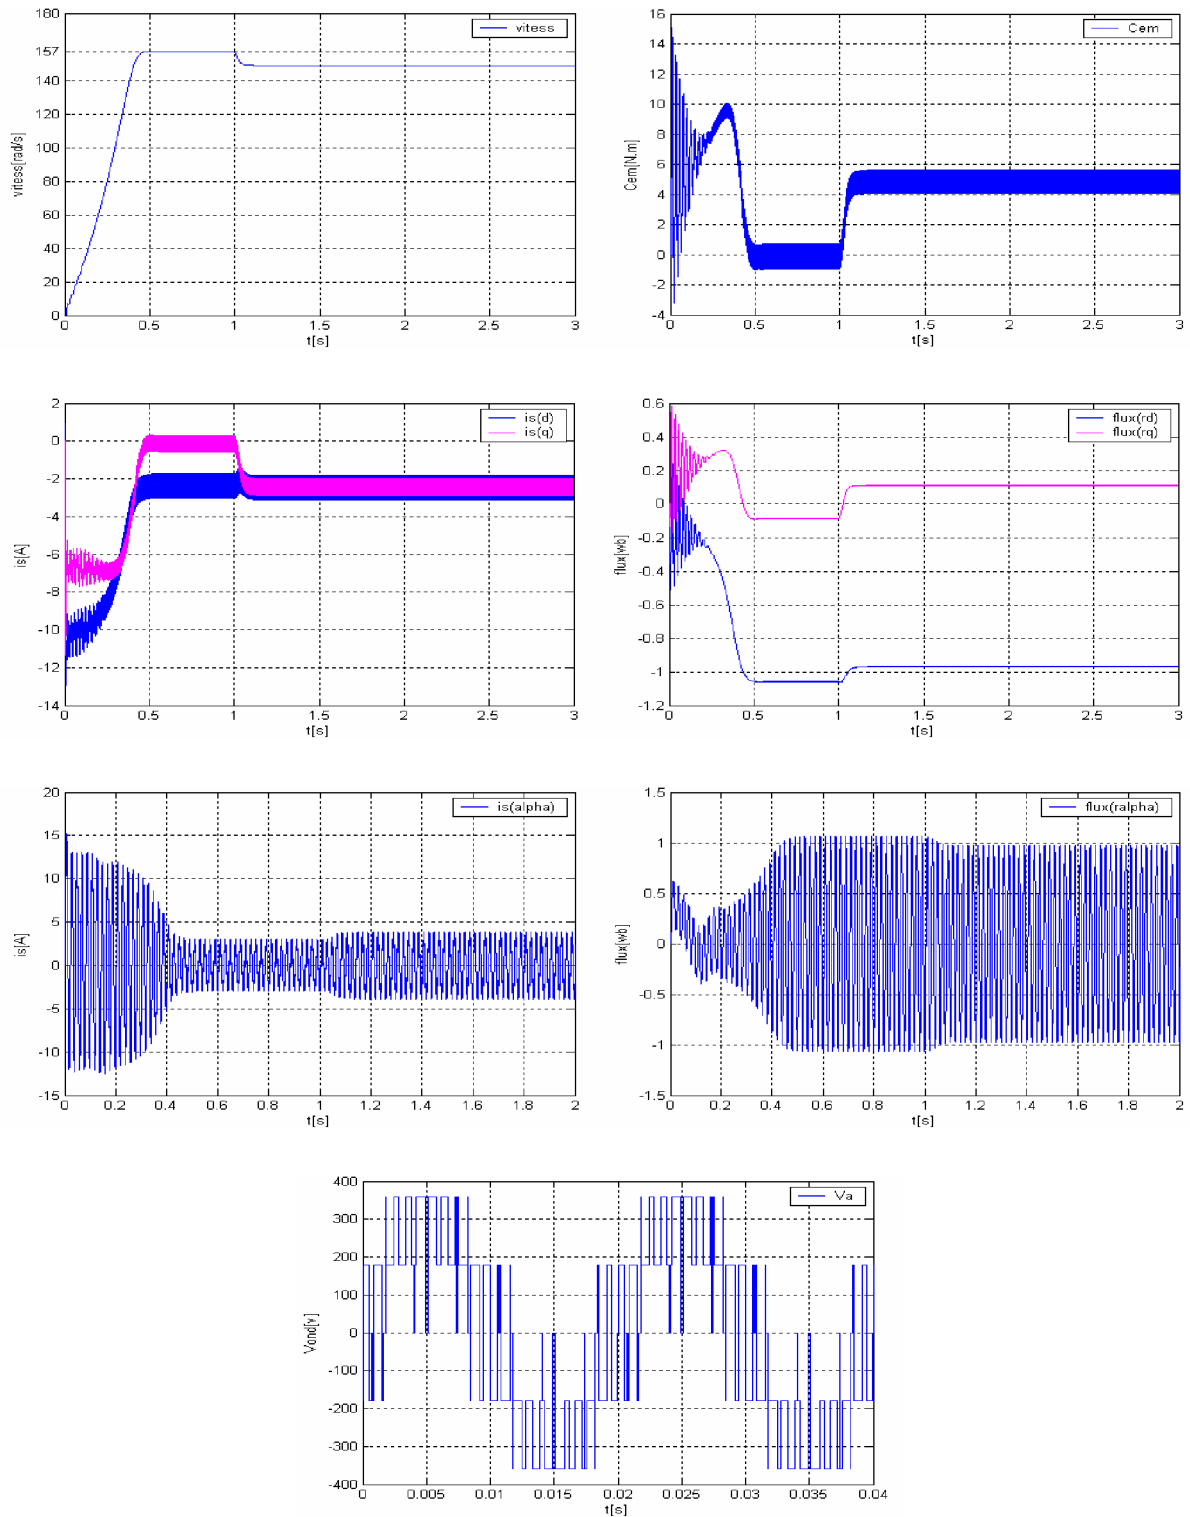 vitess
180
157
140
120
100
80
60
40
20
0
vitess[rad/s]
0 0.5 1 1.5 2 2.5 3
t[s]
Cem
16
14
12
10
8
6
4
2
0
-2
-4
Cem[N.m]
0 0.5 1 1.5 2 2.5 3
t[s]
is(d)
is(q)
2
0
-2
-4
-6
-8
-10
-12
-14
is[A]
0 0.5 1 1.5 2 2.5 3
t[s]
flux(rd)
flux(rq)
0.6
0.4
0.2
0
-0.2
-0.4
-0.6
-0.8
-1
-1.2
flux[wb]
0 0.5 1 1.5 2 2.5 3
t[s]
is(alpha)
20
15
10
5
0
-5
-10
-15
is[A]
0 0.2 0.4 0.6 0.8 1 1.2 1.4 1.6 1.8 2
t[s]
flux(ralpha)
1.5
1
0.5
0
-0.5
-1
-1.5
flux[wb]
0 0.2 0.4 0.6 0.8 1 1.2 1.4 1.6 1.8 2
t[s]
Va
400
300
200
100
0
-100
-200
-300
-400
Vond[v]
0 0.005 0.01 0.015 0.02 0.025 0.03 0.035 0.04
t[s]